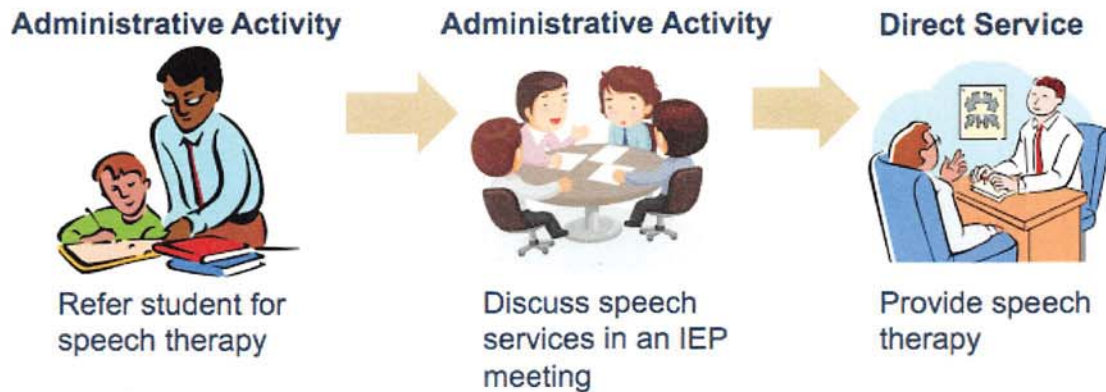 Administrative Activity
Administrative Activity
Direct Service
Refer student for
speech therapy
Discuss speech
services in an IEP
meeting
Provide speech
therapy